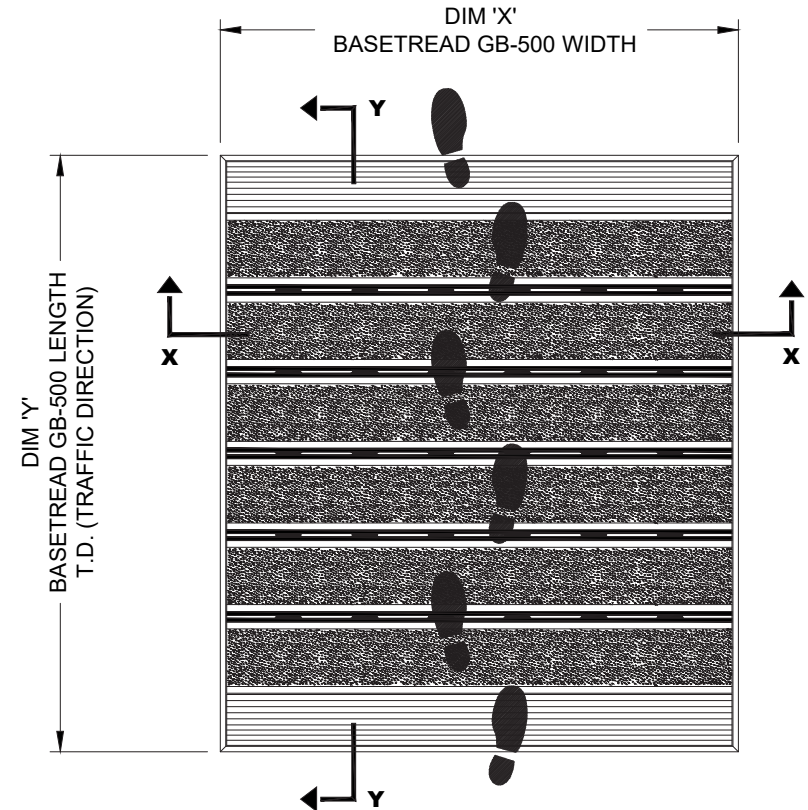 DIM 'X'
BASETREAD GB-500 WIDTH
Y
X
X
DIM 'Y'
BASETREAD GB-500 LENGTH
T.D. (TRAFFIC DIRECTION)
Y